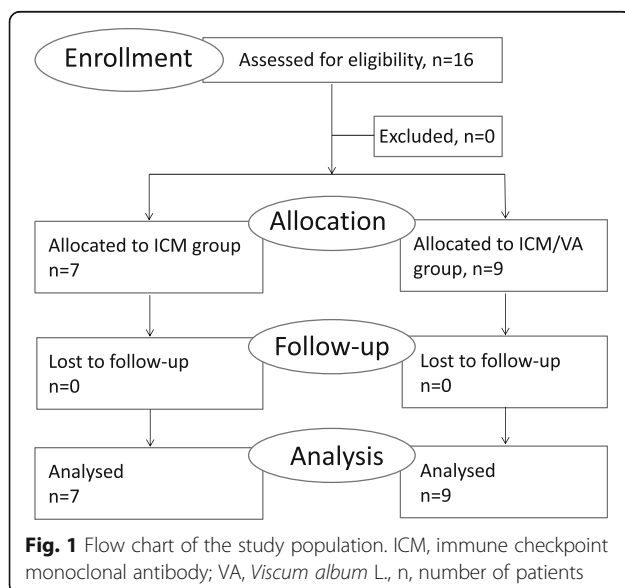 Enrollment
Assessed for eligibility, n=16
Excluded, n=0
Allocation
Allocated to ICM group
n=7
Allocated to ICM/VA
group, n=9
Follow-up
Lost to follow-up
n=0
Lost to follow-up
n=0
Analysis
Analysed
n=7
Analysed
n=9
Fig. 1 Flow chart of the study population. ICM, immune checkpoint
monoclonal antibody; VA, Viscum album L., n, number of patients